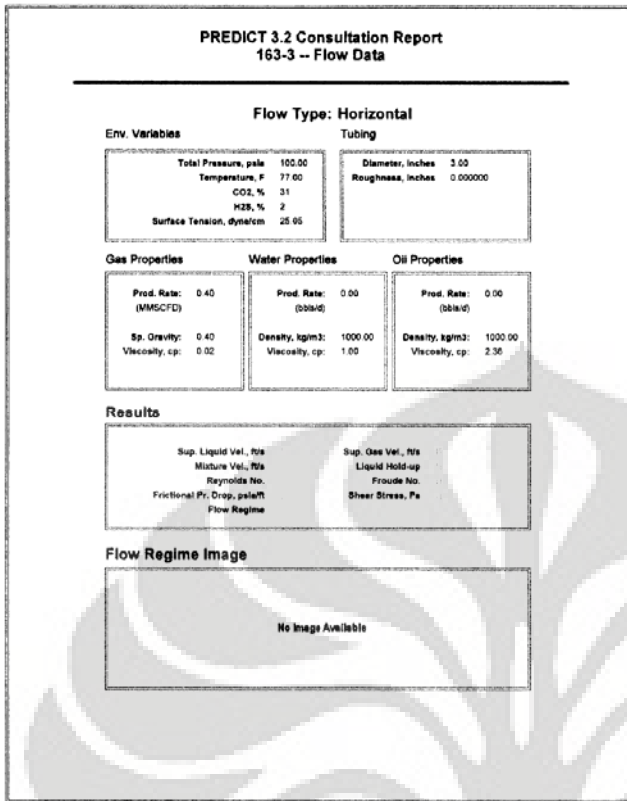 PREDICT 3.2 Consultation Report
163-3 -- Flow Data
Flow Type: Horizontal
Env. Variables
Total Pressure, psia 100.00
Temperature, F 77.00
CO2, % 31
H2S, % 2
Surface Tension, dyne/cm 25.05
Tubing
Diameter, Inches 3.00
Roughness, Inches 0.000000
Gas Properties
Prod. Rate: 0.40
(MMSCFD)
Sp. Gravity: 0.40
Viscosity, cp: 0.02
Water Properties
Prod. Rate: 0.00
(bbls/d)
Density, kg/m3: 1000.00
Viscosity, cp: 1.00
Oil Properties
Prod. Rate: 0.00
(bbls/d)
Density, kg/m3: 1000.00
Viscosity, cp: 2.36
Results
Sup. Liquid Vel., ft/s
Mixture Vel., ft/s
Reynolds No.
Frictional Pr. Drop, psia/ft
Flow Regime
Sup. Gas Vel., ft/s
Liquid Hold-up
Froude No.
Sheer Stress, Pa
Flow Regime Image
No Image Available